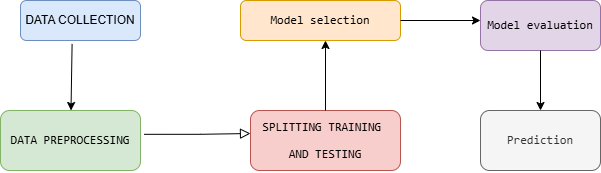 DATA COLLECTION
DATA PREPROCESSING
SPLITTING TRAINING
AND TESTING
Model selection
Model evaluation
Prediction